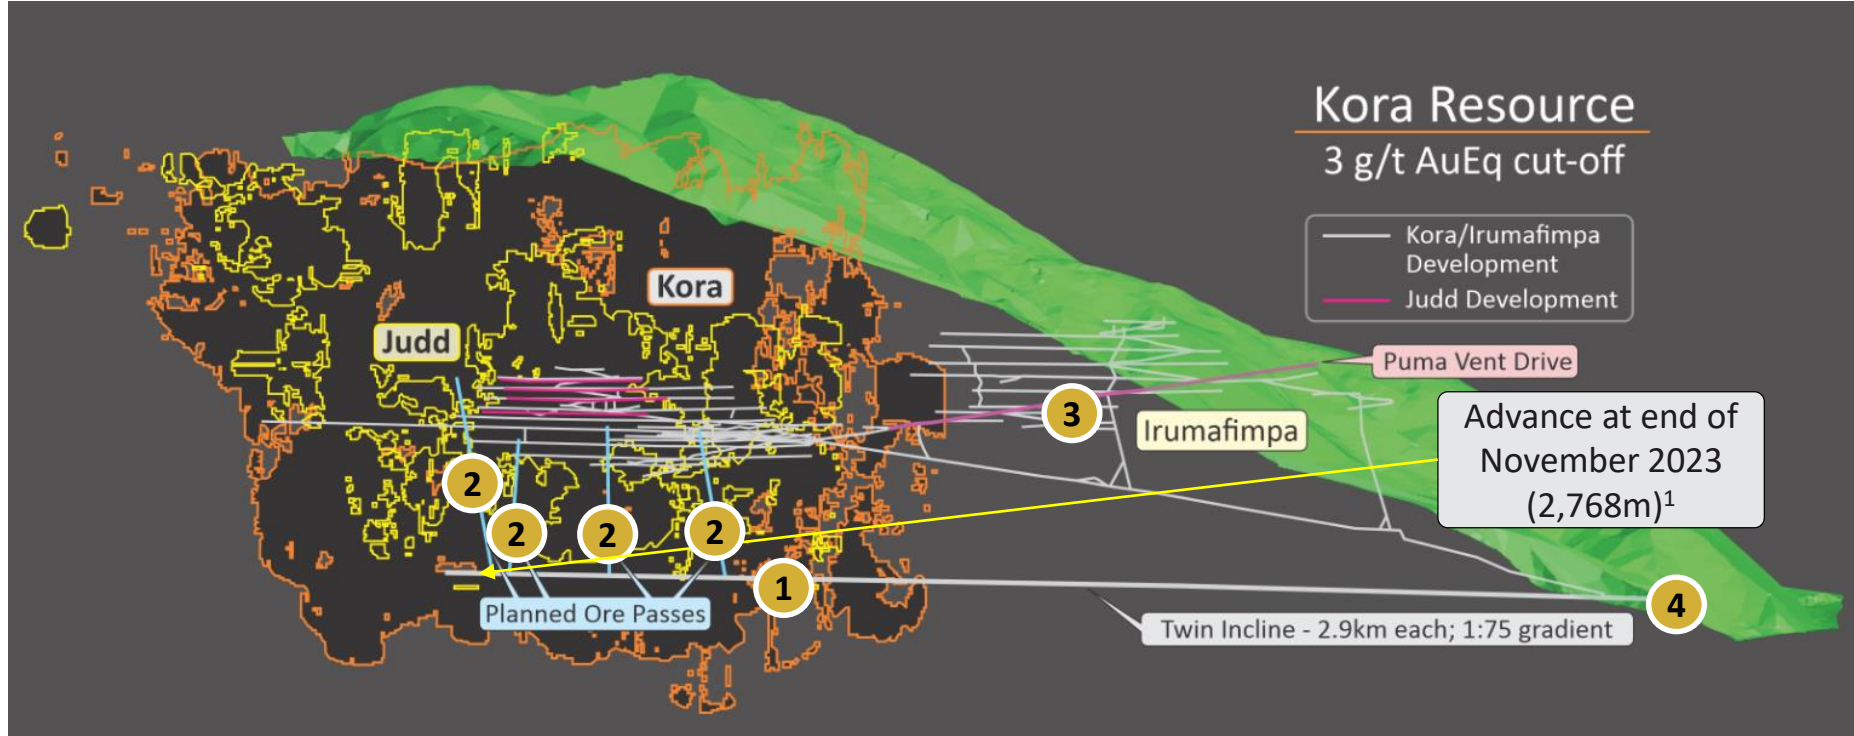 Kora Resource
3 g/t AuEq cut-off
Kora/Irumafimpa
Development
Judd Development
Kora
Judd
Puma Vent Drive
Advance at end of
November 2023
(2,768m)¹
3
Irumafimpa
2
2
2
2
1
4
Planned Ore Passes
Twin Incline - 2.9km each; 1:75 gradient